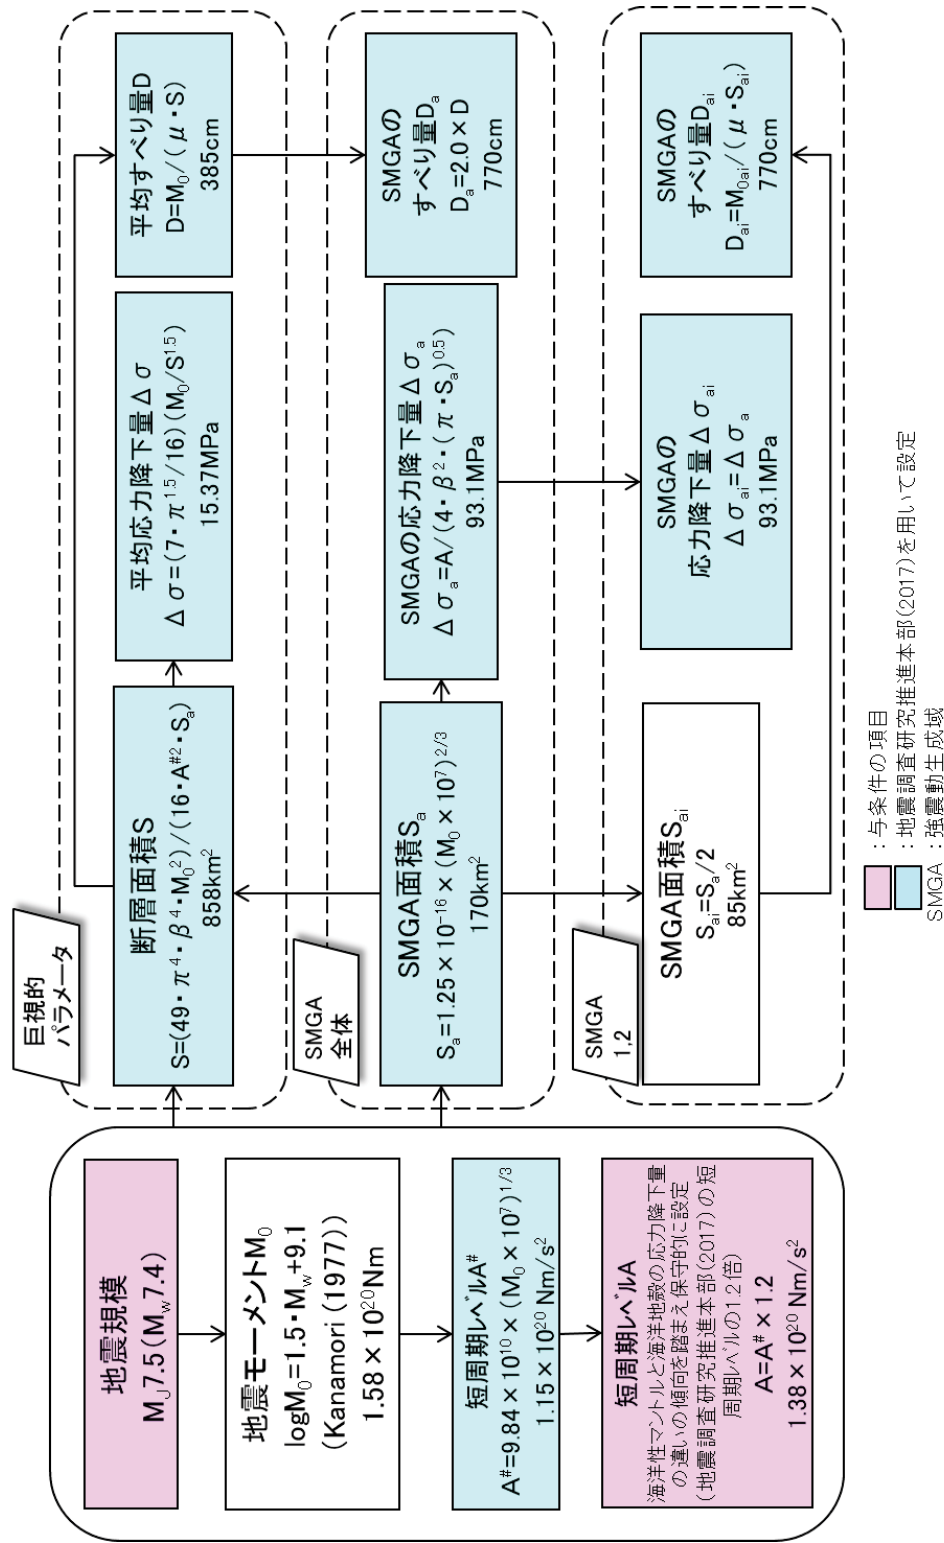 地震規模
MJ7.5(Mw7.4)
地震モーメントM0
logM0=1.5・Mw+9.1
(Kanamori (1977))
1.58×10^20Nm
短周期レベルA#
A#=9.84×10^10×(M0×10^7)^1/3
1.15×10^20 Nm/s^2
短周期レベルA
海洋性マントルと海洋地殻の応力降下量
の違いの傾向を踏まえ保守的に設定
(地震調査研究推進本部(2017)の短
周期レベルの1.2倍)
A=A#×1.2
1.38×10^20 Nm/s^2
巨視的
パラメータ
断層面積S
S=(49・π^4・β^4・M0^2)/(16・A#2・Sa)
858km^2
平均応力降下量Δσ
Δσ=(7・π^1.5/16)(M0/S^1.5)
15.37MPa
平均すべり量D
D=M0/(μ・S)
385cm
SMGA
全体
SMGA面積Sa
Sa=1.25×10^-16×(M0×10^7)^2/3
170km^2
SMGAの応力降下量Δσa
Δσa=A/(4・β^2・(π・Sa)^0.5)
93.1MPa
SMGAの
すべり量Da
Da=2.0×D
770cm
SMGA
1,2
SMGA面積Sai
Sai=Sa/2
85km^2
SMGAの
応力降下量Δσai
Δσai=Δσa
93.1MPa
SMGAの
すべり量Dai
Dai=M0ai/(μ・Sai)
770cm
：与条件の項目
：地震調査研究推進本部(2017)を用いて設定
SMGA：強震動生成域